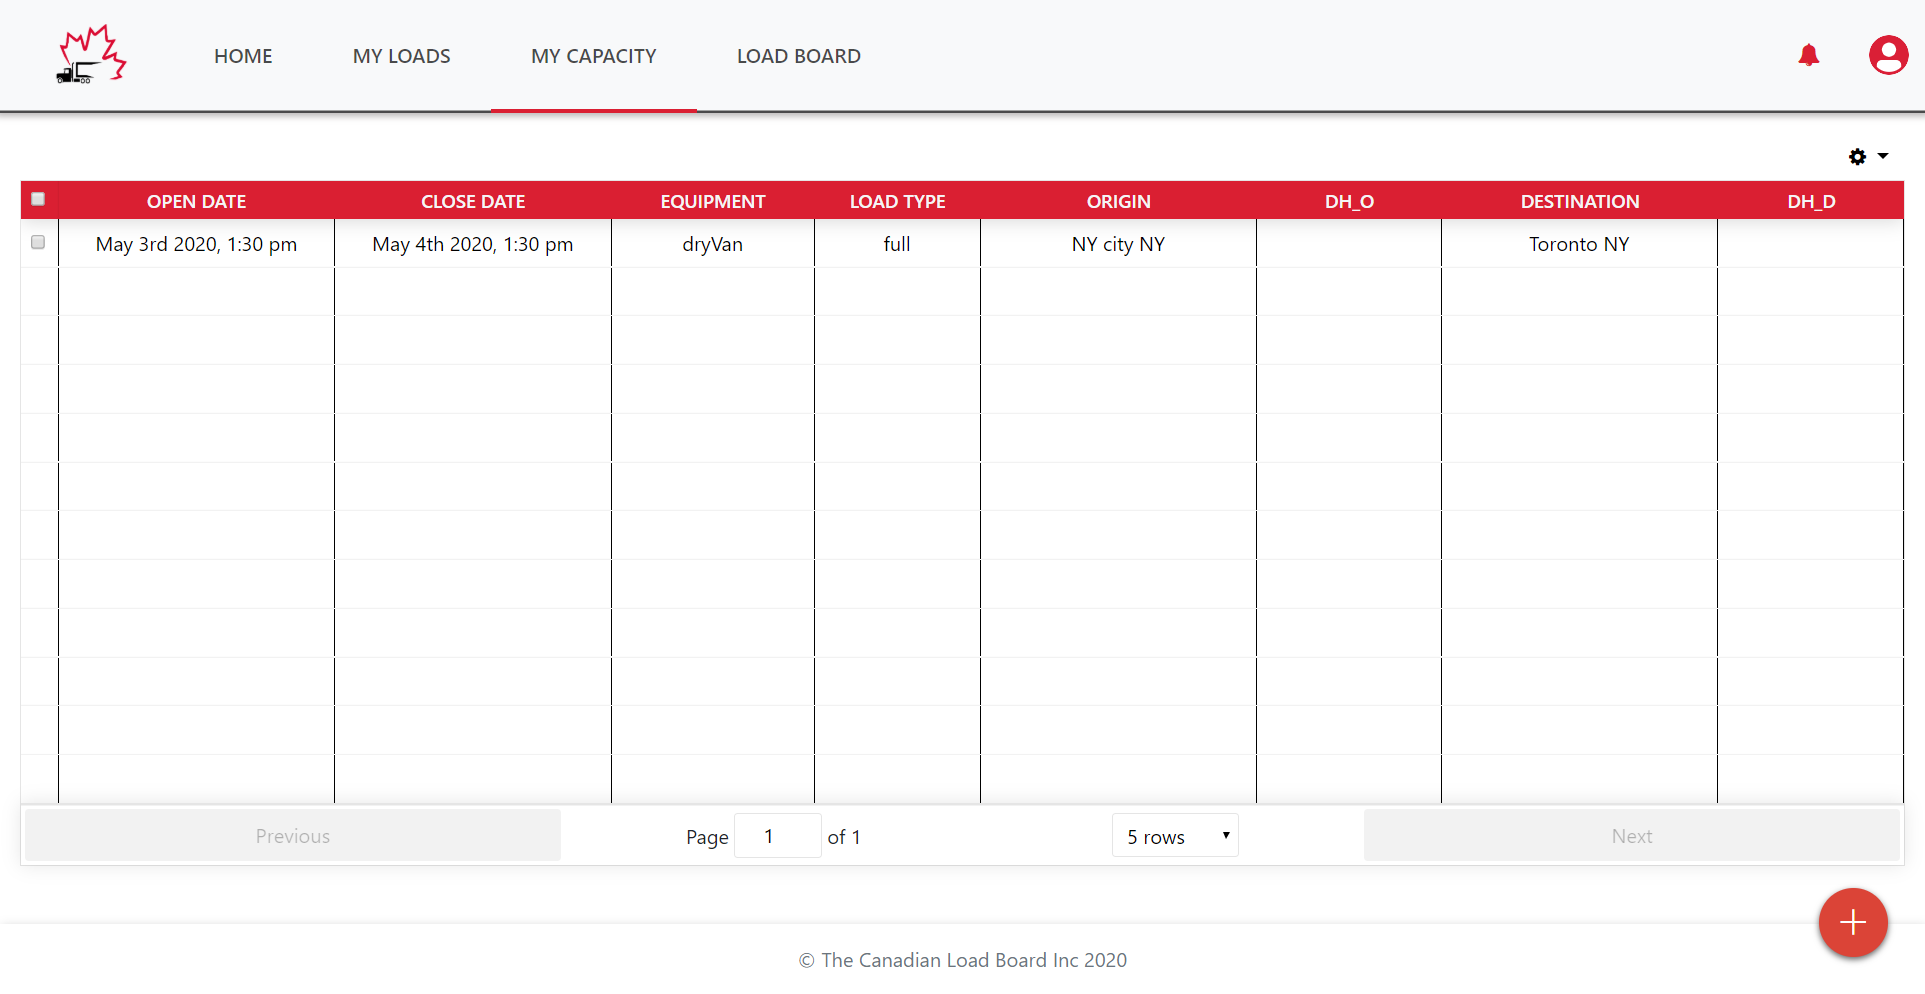 HOME MY LOADS MY CAPACITY LOAD BOARD
OPEN DATE CLOSE DATE EQUIPMENT LOAD TYPE ORIGIN DH_O DESTINATION DH_D
May 3rd 2020, 1:30 pm May 4th 2020, 1:30 pm dryVan full NY city NY Toronto NY
Previous Page 1 of 1 5 rows Next
© The Canadian Load Board Inc 2020